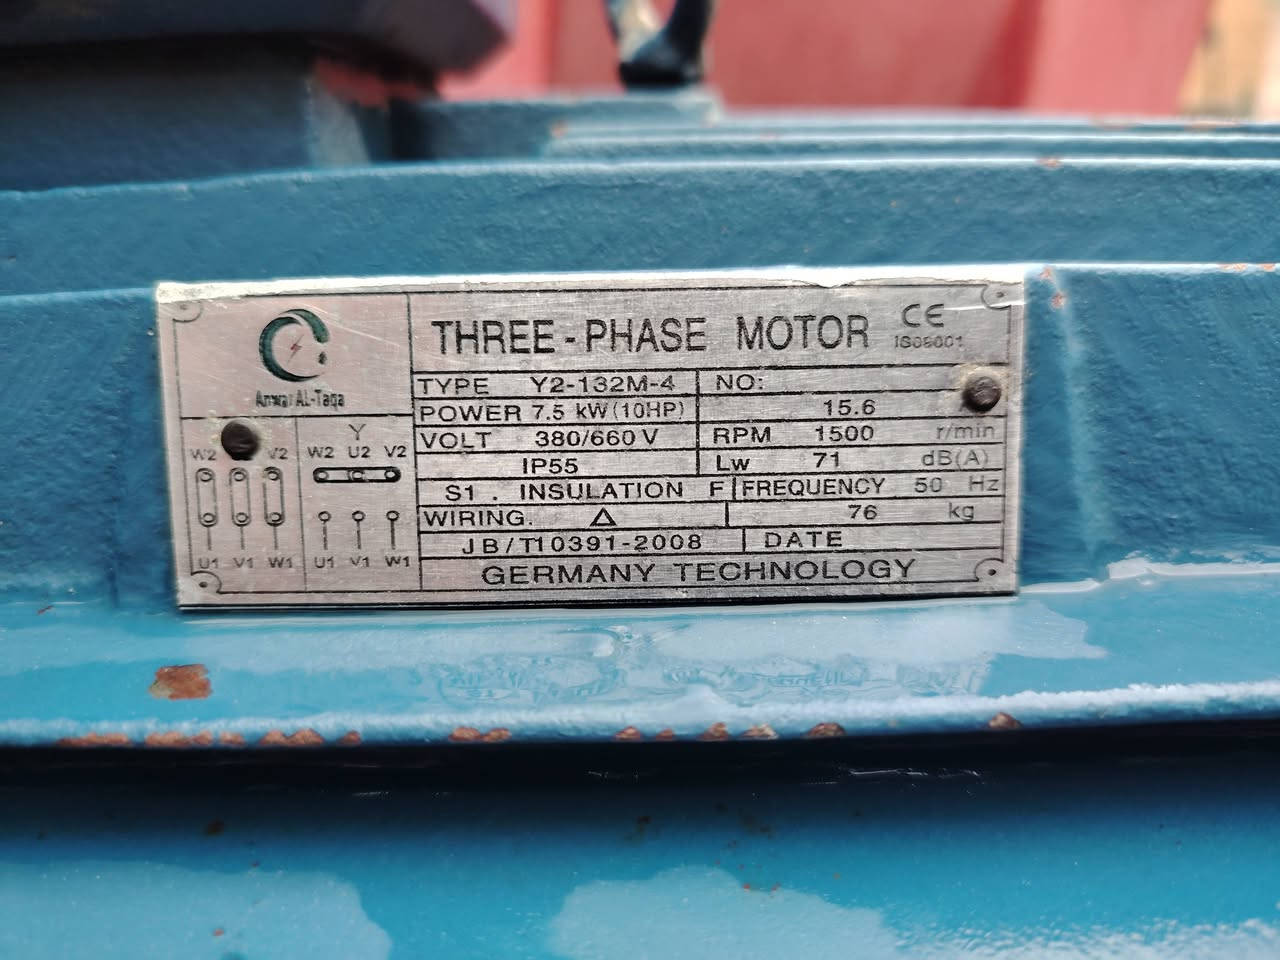 Anwar AL-Taqa
THREE-PHASE MOTOR CE
TYPE Y2-132M-4 NO:
POWER 7.5 kW(10HP) 15.6
VOLT 380/660 V RPM 1500 r/min
IP55 Lw 71 dB(A)
S1. INSULATION F FREQUENCY 50 Hz
WIRING. △ 76 kg
JB/T10391-2008 DATE
GERMANY TECHNOLOGY
W2 V2
U1 V1 W1
Y
W2 U2 V2
U1 V1 W1